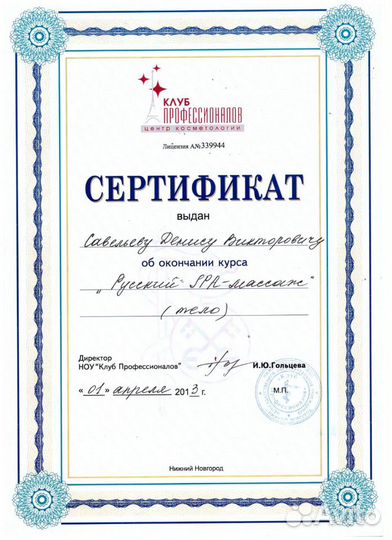 КЛУБ
ПРОФЕССИОНАЛОВ
центр косметологии
Лицензия А№339944
СЕРТИФИКАТ
выдан
Савельеву Денису Викторовичу
об окончании курса
„Русский SPA-массаж“
(тело)
Директор
НОУ "Клуб Профессионалов" И.Ю.Гольцева
«01» апреля 2013 г. М.П.
Нижний Новгород
Avito